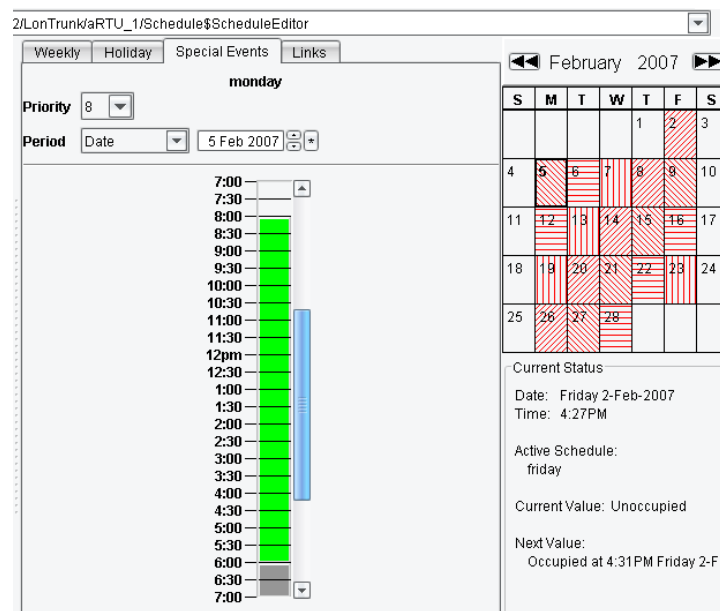 2/LonTrunk/aRTU_1/Schedule$ScheduleEditor
Weekly Holiday Special Events Links
monday
Priority 8
Period Date 5 Feb 2007 *
7:00
7:30
8:00
8:30
9:00
9:30
10:00
10:30
11:00
11:30
12pm
12:30
1:00
1:30
2:00
2:30
3:00
3:30
4:00
4:30
5:00
5:30
6:00
6:30
7:00
February 2007
S M T W T F S
1 2 3
4 5 6 7 8 9 10
11 12 13 14 15 16 17
18 19 20 21 22 23 24
25 26 27 28
Current Status
Date: Friday 2-Feb-2007
Time: 4:27PM
Active Schedule:
friday
Current Value: Unoccupied
Next Value:
Occupied at 4:31PM Friday 2-F